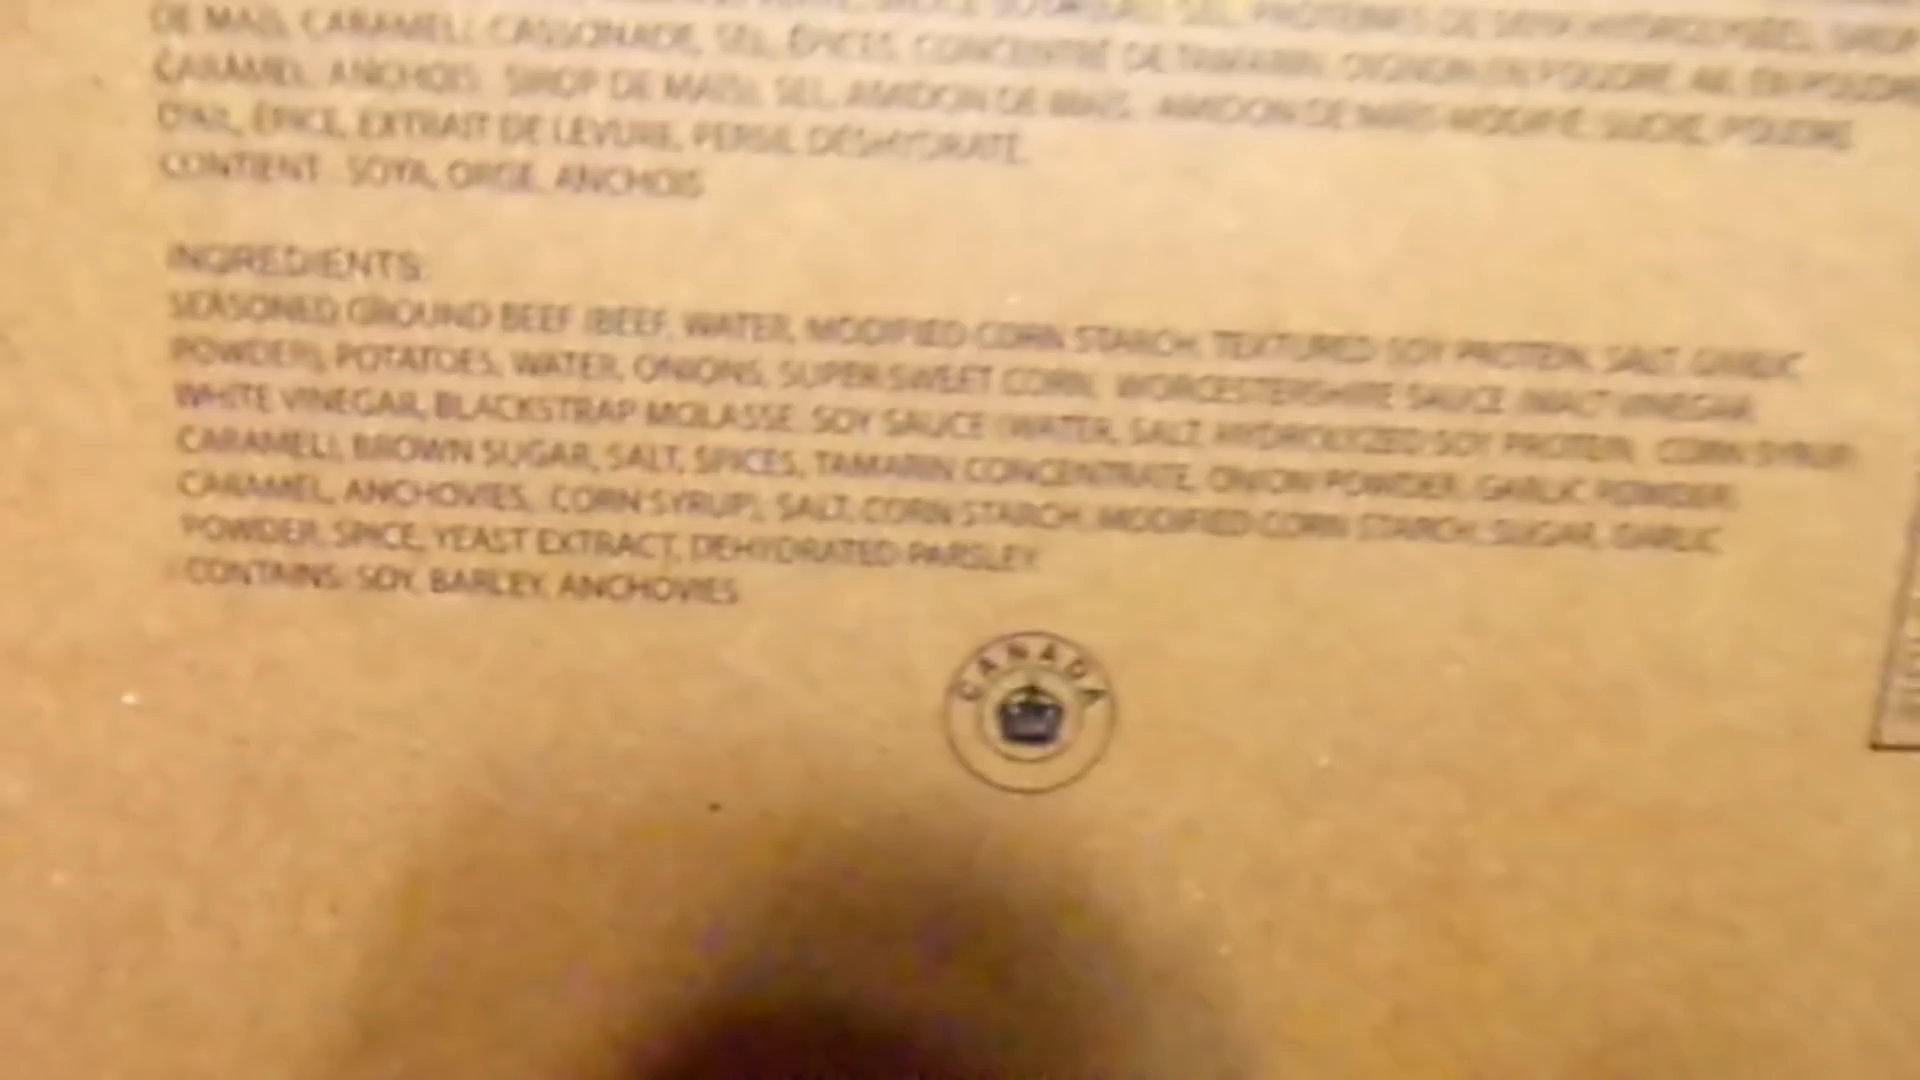 DE MAÏS, CARAMEL), CASSONADE, SEL, ÉPICES, CONCENTRÉ DE TAMARIN, OIGNON EN POUDRE, AIL EN POUDRE,
CARAMEL, ANCHOIS, SIROP DE MAÏS), SEL, AMIDON DE MAÏS, AMIDON DE MAÏS MODIFIÉ, SUCRE, POUDRE
D'AIL, ÉPICE, EXTRAIT DE LEVURE, PERSIL DÉSHYDRATÉ.
CONTIENT : SOYA, ORGE, ANCHOIS
INGREDIENTS:
SEASONED GROUND BEEF (BEEF, WATER, MODIFIED CORN STARCH, TEXTURED SOY PROTEIN, SALT, GARLIC
POWDER), POTATOES, WATER, ONIONS, SUPERSWEET CORN, WORCESTERSHIRE SAUCE (MALT VINEGAR,
WHITE VINEGAR, BLACKSTRAP MOLASSE, SOY SAUCE (WATER, SALT, HYDROLYZED SOY PROTEIN, CORN SYRUP,
CARAMEL), BROWN SUGAR, SALT, SPICES, TAMARIN CONCENTRATE, ONION POWDER, GARLIC POWDER,
CARAMEL, ANCHOVIES, CORN SYRUP), SALT, CORN STARCH, MODIFIED CORN STARCH, SUGAR, GARLIC
POWDER, SPICE, YEAST EXTRACT, DEHYDRATED PARSLEY.
CONTAINS: SOY, BARLEY, ANCHOVIES
CANADA